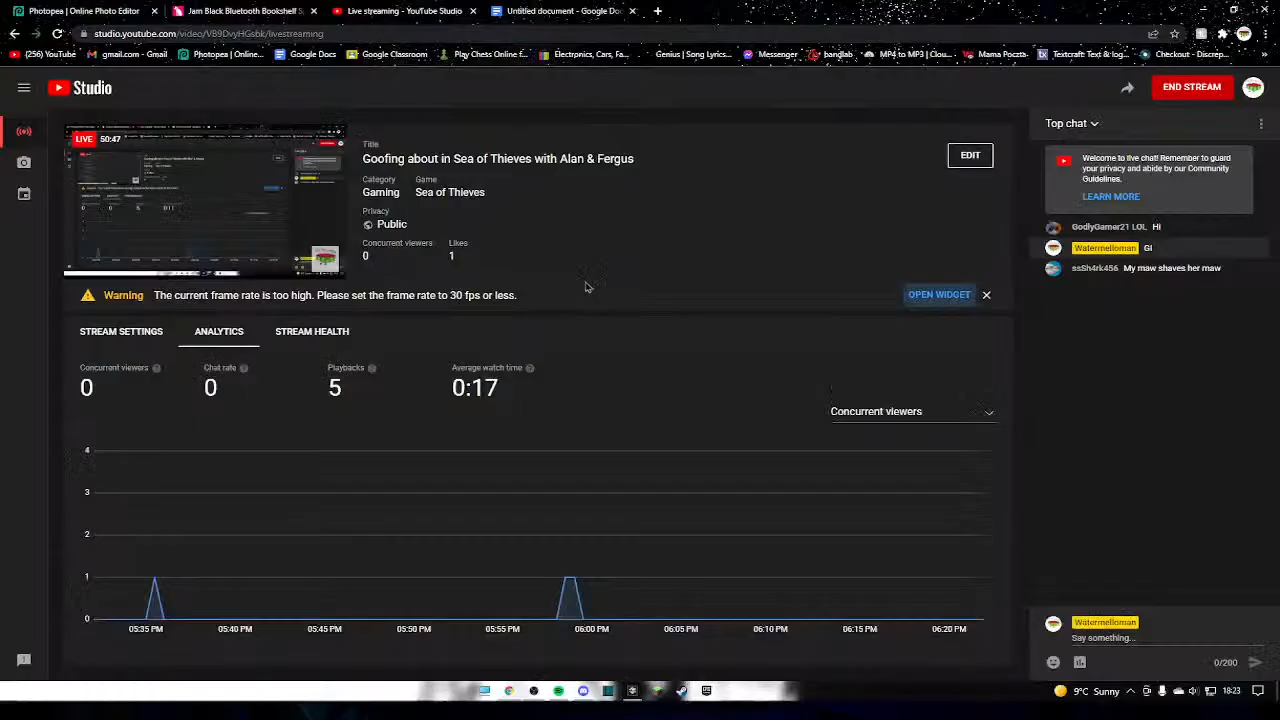 Photopea | Online Photo Editor
Jam Black Bluetooth Bookshelf Sp
Live streaming - YouTube Studio
Untitled document - Google Doc
studio.youtube.com/video/VB9DvyHGsbk/livestreaming
(256) YouTube
gmail.com - Gmail
Photopea | Online...
Google Docs
Google Classroom
Play Chess Online f...
Electronics, Cars, Fa...
Genius | Song Lyrics...
Messenger
bandlab
MP4 to MP3 | Clou...
Mama Poczta
Textcraft Text & log...
Checkout - Discrep...
Studio
END STREAM
LIVE 50:47
Title
Goofing about in Sea of Thieves with Alan & Fergus
EDIT
Category Game
Gaming Sea of Thieves
Privacy
Public
Concurrent viewers Likes
0 1
Warning The current frame rate is too high. Please set the frame rate to 30 fps or less.
OPEN WIDGET
STREAM SETTINGS ANALYTICS STREAM HEALTH
Concurrent viewers Chat rate Playbacks Average watch time
0 0 5 0:17
Concurrent viewers
4
3
2
1
0
05:35 PM 05:40 PM 05:45 PM 05:50 PM 05:55 PM 06:00 PM 06:05 PM 06:10 PM 06:15 PM 06:20 PM
Top chat
Welcome to live chat! Remember to guard
your privacy and abide by our Community
Guidelines.
LEARN MORE
GodlyGamer21 LOL Hi
Watermelloman GI
ssSh4rk456 My maw shaves her maw
Watermelloman
Say something...
0/200
9°C Sunny